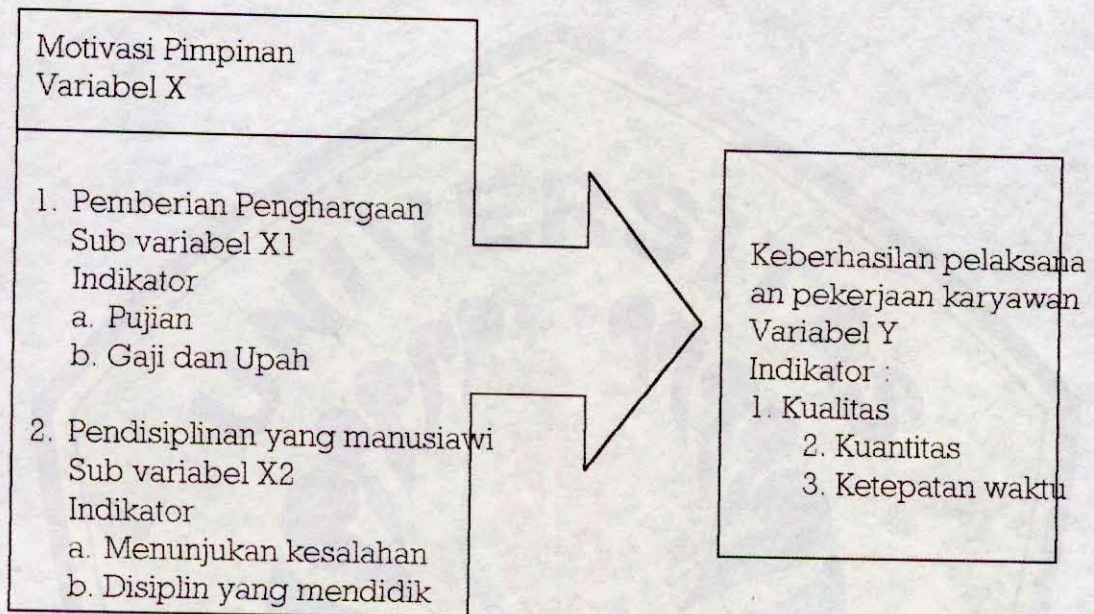 Motivasi Pimpinan
Variabel X
1. Pemberian Penghargaan
Sub variabel X1
Indikator
a. Pujian
b. Gaji dan Upah
2. Pendisiplinan yang manusiawi
Sub variabel X2
Indikator
a. Menunjukan kesalahan
b. Disiplin yang mendidik
Keberhasilan pelaksana
an pekerjaan karyawan
Variabel Y
Indikator :
1. Kualitas
2. Kuantitas
3. Ketepatan waktu
UNIVERS